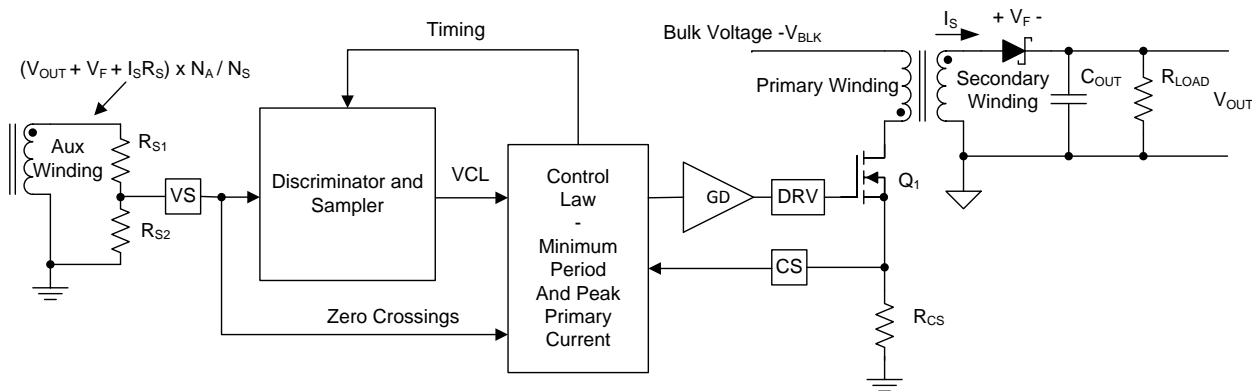 Timing
(VOUT + VF + ISRS) x NA / NS
Aux
Winding
RS1
RS2
VS
Discriminator and
Sampler
VCL
Zero Crossings
Control
Law
-
Minimum
Period
And Peak
Primary
Current
GD
DRV
CS
Q1
RCS
Bulk Voltage -VBLK
Primary Winding
IS
+ VF -
Secondary
Winding
COUT
RLOAD
VOUT